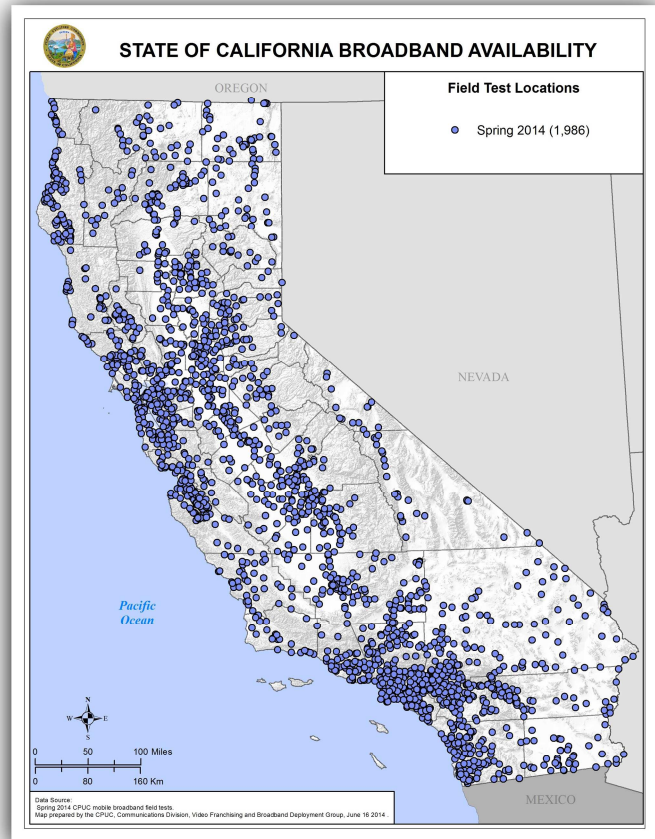 STATE OF CALIFORNIA BROADBAND AVAILABILITY
OREGON
Field Test Locations
Spring 2014 (1,986)
NEVADA
Pacific
Ocean
N
W E
S
0 50 100 Miles
0 80 160 Km
MEXICO
Data Source:
Spring 2014 CPUC mobile broadband field tests.
Map prepared by the CPUC, Communications Division, Video Franchising and Broadband Deployment Group, June 16 2014 .